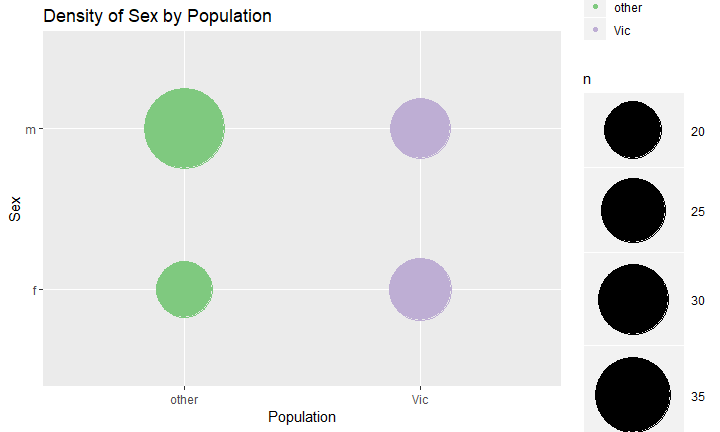 Density of Sex by Population
m
f
Sex
other
Vic
Population
other
Vic
n
20
25
30
35